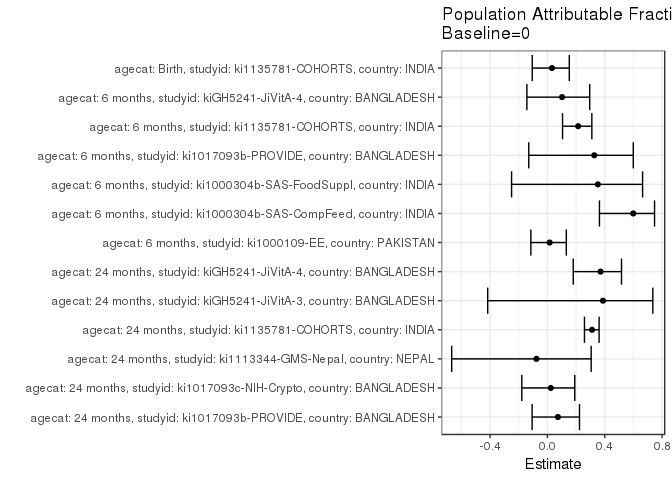 Population Attributable Fracti
Baseline=0
agecat: Birth, studyid: ki1135781-COHORTS, country: INDIA
agecat: 6 months, studyid: kiGH5241-JiVitA-4, country: BANGLADESH
agecat: 6 months, studyid: ki1135781-COHORTS, country: INDIA
agecat: 6 months, studyid: ki1017093b-PROVIDE, country: BANGLADESH
agecat: 6 months, studyid: ki1000304b-SAS-FoodSuppl, country: INDIA
agecat: 6 months, studyid: ki1000304b-SAS-CompFeed, country: INDIA
agecat: 6 months, studyid: ki1000109-EE, country: PAKISTAN
agecat: 24 months, studyid: kiGH5241-JiVitA-4, country: BANGLADESH
agecat: 24 months, studyid: kiGH5241-JiVitA-3, country: BANGLADESH
agecat: 24 months, studyid: ki1135781-COHORTS, country: INDIA
agecat: 24 months, studyid: ki1113344-GMS-Nepal, country: NEPAL
agecat: 24 months, studyid: ki1017093c-NIH-Crypto, country: BANGLADESH
agecat: 24 months, studyid: ki1017093b-PROVIDE, country: BANGLADESH
-0.4 0.0 0.4 0.8
Estimate